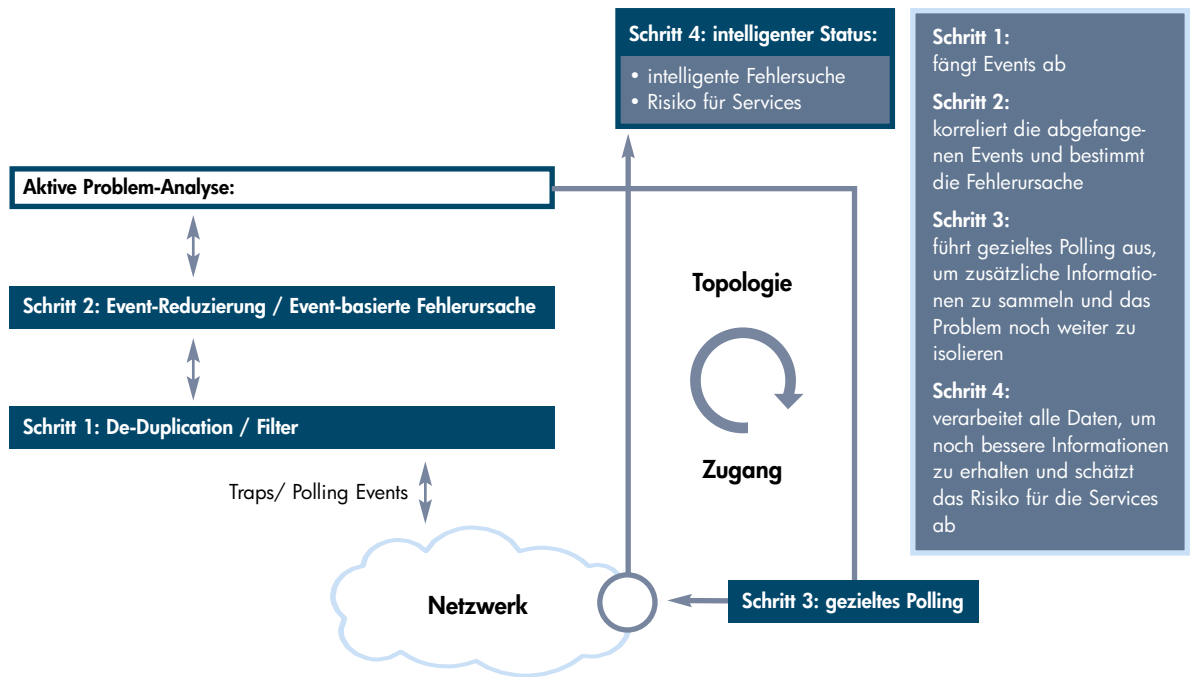 Schritt 4: intelligenter Status:
• intelligente Fehlersuche
• Risiko für Services
Aktive Problem-Analyse:
Schritt 2: Event-Reduzierung / Event-basierte Fehlerursache
Schritt 1: De-Duplication / Filter
Traps/ Polling Events
Netzwerk
Topologie
Zugang
Schritt 3: gezieltes Polling
Schritt 1:
fängt Events ab
Schritt 2:
korreliert die abgefange-
nen Events und bestimmt
die Fehlerursache
Schritt 3:
führt gezieltes Polling aus,
um zusätzliche Informatio-
nen zu sammeln und das
Problem noch weiter zu
isolieren
Schritt 4:
verarbeitet alle Daten, um
noch bessere Informationen
zu erhalten und schätzt
das Risiko für die Services
ab